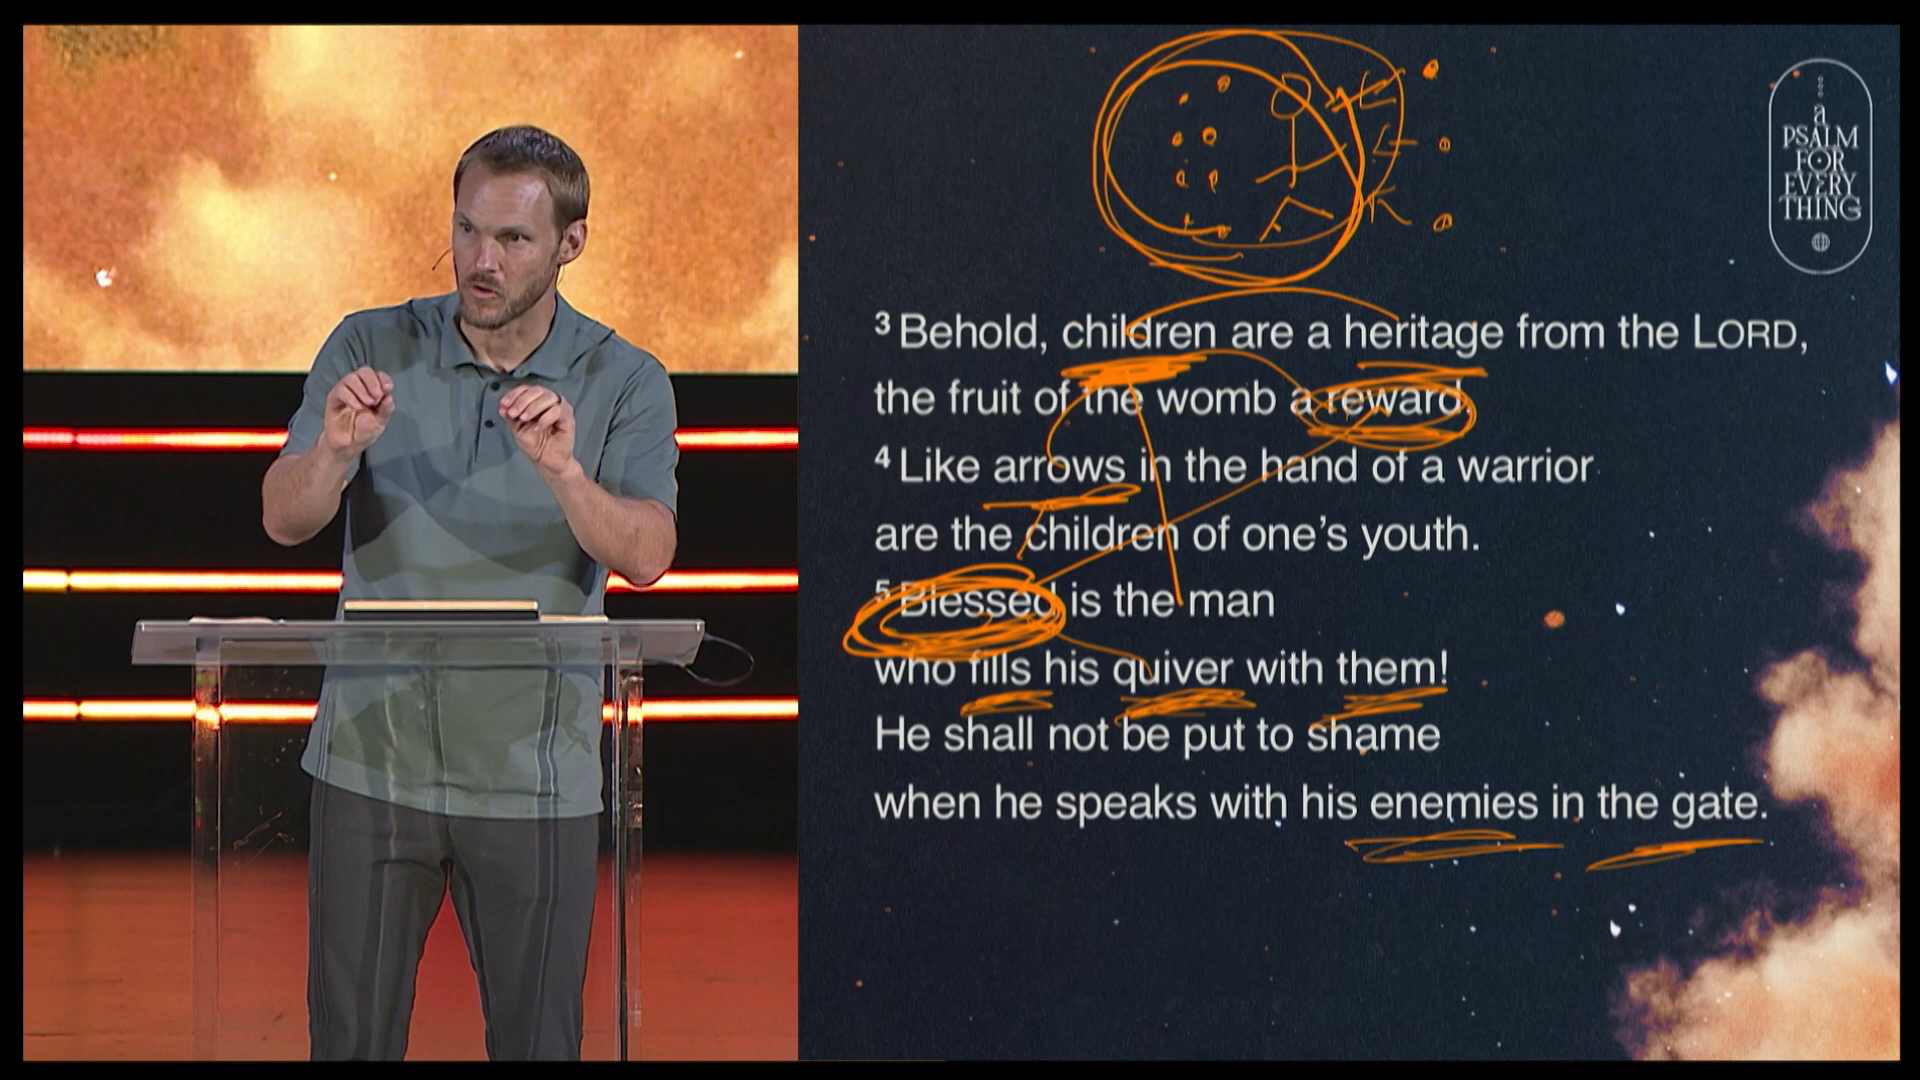 a
PSALM
FOR
EVERY
THING
3 Behold, children are a heritage from the LORD,
the fruit of the womb a reward.
4 Like arrows in the hand of a warrior
are the children of one’s youth.
5 Blessed is the man
who fills his quiver with them!
He shall not be put to shame
when he speaks with his enemies in the gate.